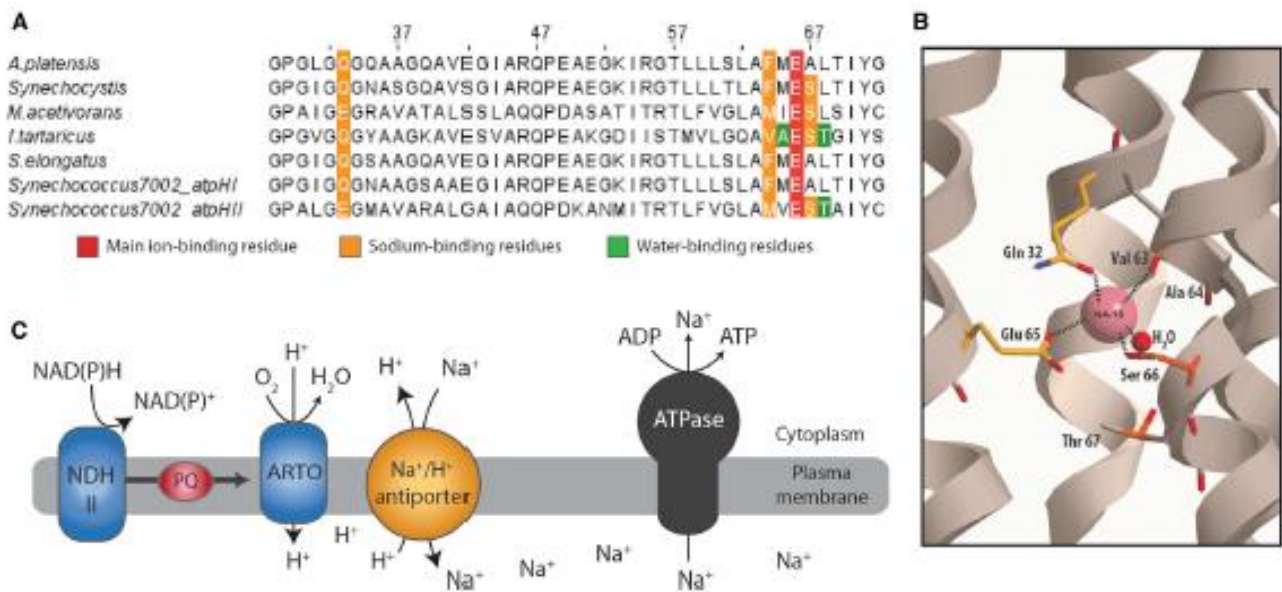 A
37 47 57 67
A.platensis GPGLGQGQAAGQAVEGIARQPEAEGKIRGTLLLSLAFMEALTIYG
Synechocystis GPGIGQGNASGQAVSGIARQPEAEGKIRGTLLLTLAFMESLTIYG
M.acetivorans GPAIGEGRAVATALSSLAQQPDASATITRTLFVGLAMIESLSIYC
I.tartaricus GPGVGQGYAAGKAVESVARQPEAKGDIISTMVLGQAVAESTGIYS
S.elongatus GPGIGQGQAAGQAVEGIARQPEAEGKIRGTLLLSLAFMEALTIYG
Synechococcus7002_atpHI GPGIGQGNAAGSAAEGIARQPEAEGKIRGTLLLSLAFMEALTIYG
Synechococcus7002 atpHII GPALGEGMAVARALGAIAQQPDKANMITRTLFVGLAMVESTAIYC
Main ion-binding residue
Sodium-binding residues
Water-binding residues
B
Gln 32
Val 63
Ala 64
Glu 65
H₂O
Ser 66
Thr 67
C
NAD(P)H
NAD(P)⁺
NDH
II
PQ
H⁺
O₂
H₂O
ARTO
H⁺
H⁺
H⁺
Na⁺
Na⁺/H⁺
antiporter
H⁺
Na⁺
Na⁺
Na⁺
ADP
Na⁺
ATP
ATPase
Na⁺
Na⁺
Cytoplasm
Plasma
membrane